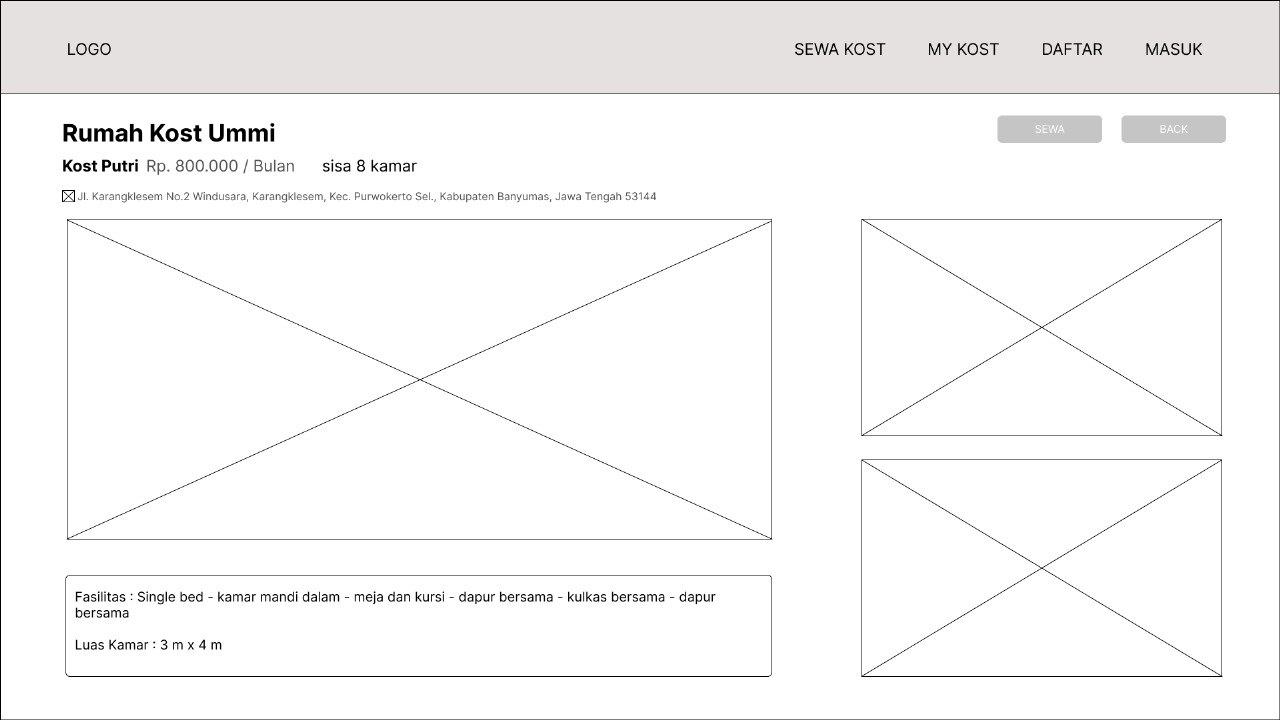 LOGO
SEWA KOST
MY KOST
DAFTAR
MASUK
Rumah Kost Ummi
SEWA
BACK
Kost Putri Rp. 800.000 / Bulan sisa 8 kamar
Jl. Karangklesem No.2 Windusara, Karangklesem, Kec. Purwokerto Sel., Kabupaten Banyumas, Jawa Tengah 53144
Fasilitas : Single bed - kamar mandi dalam - meja dan kursi - dapur bersama - kulkas bersama - dapur
bersama
Luas Kamar : 3 m x 4 m